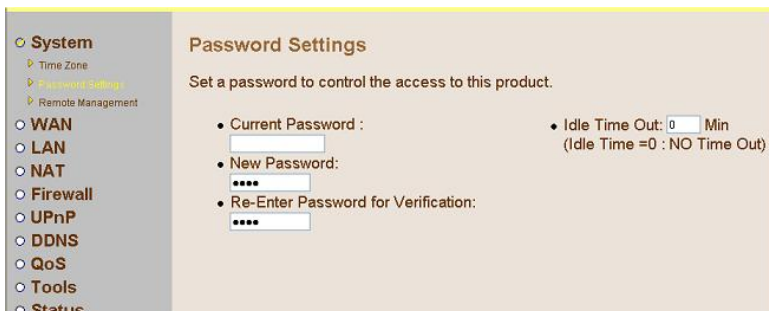 System
Time Zone
Password Settings
Remote Management
WAN
LAN
NAT
Firewall
UPnP
DDNS
QoS
Tools
Status
Password Settings
Set a password to control the access to this product.
• Current Password :
• New Password:
••••
• Re-Enter Password for Verification:
••••
• Idle Time Out: 0 Min
(Idle Time =0 : NO Time Out)